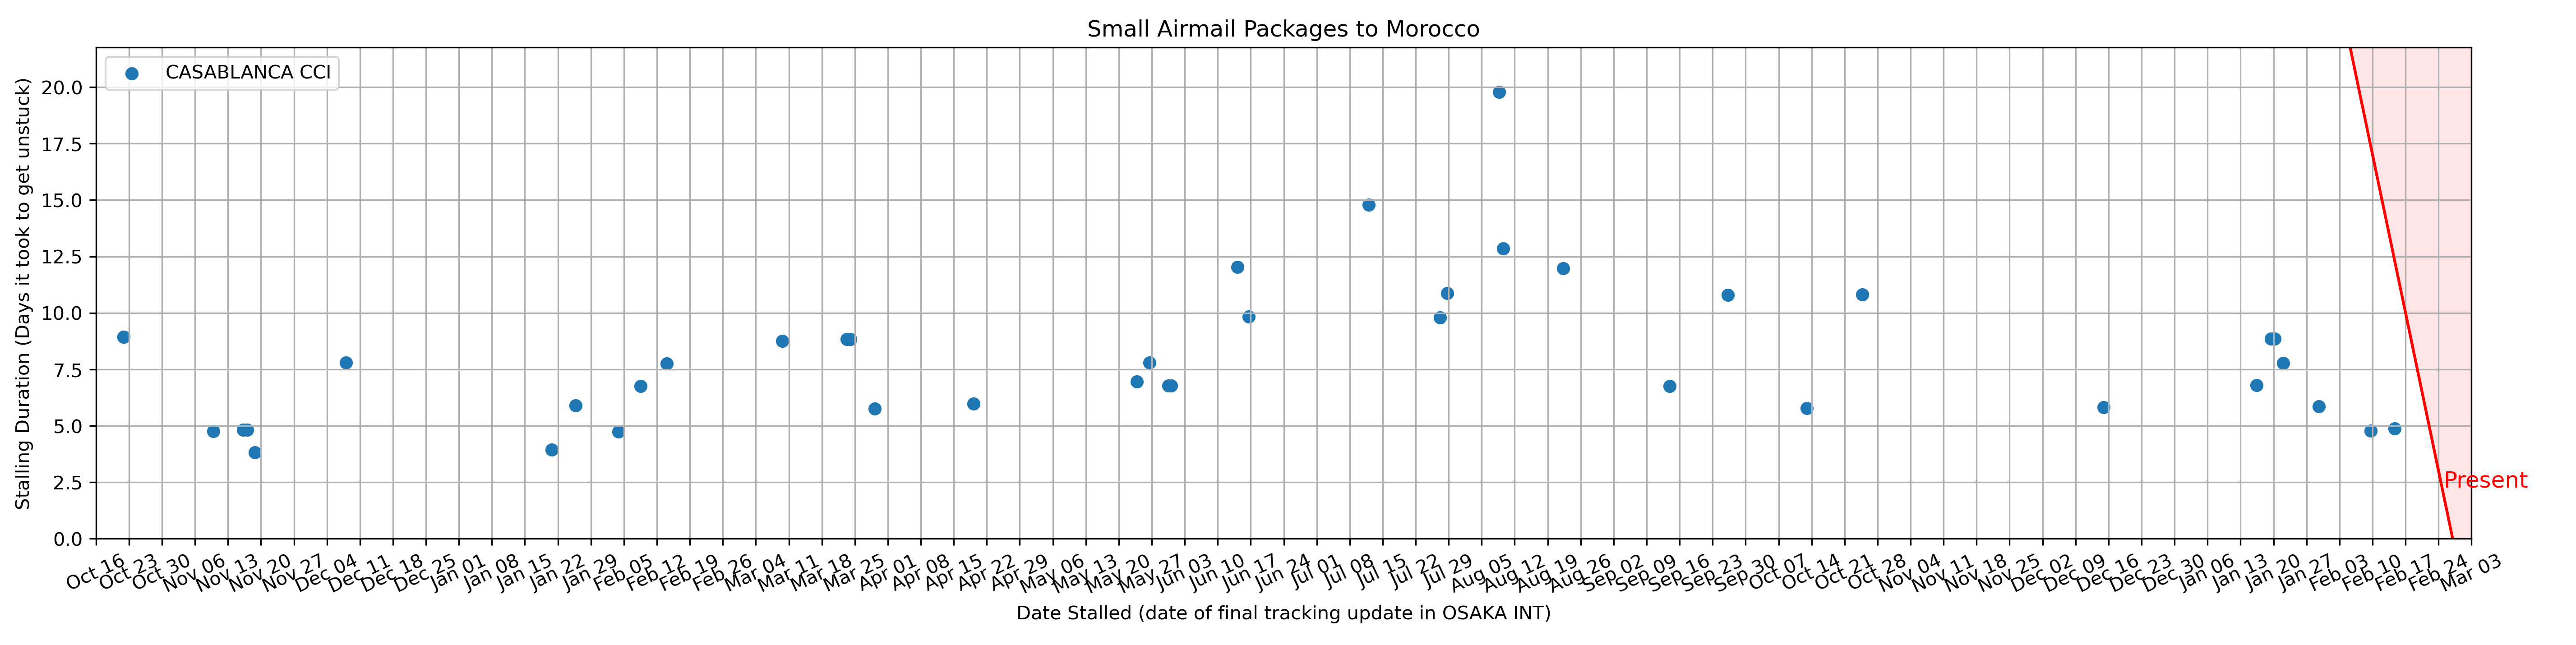 Small Airmail Packages to Morocco
CASABLANCA CCI
Stalling Duration (Days it took to get unstuck)
20.0
17.5
15.0
12.5
10.0
7.5
5.0
2.5
0.0
Present
Oct 16 Oct 23 Oct 30 Nov 06 Nov 13 Nov 20 Nov 27 Dec 04 Dec 11 Dec 18 Dec 25 Jan 01 Jan 08 Jan 15 Jan 22 Jan 29 Feb 05 Feb 12 Feb 19 Feb 26 Mar 04 Mar 11 Mar 18 Mar 25 Apr 01 Apr 08 Apr 15 Apr 22 Apr 29 May 06 May 13 May 20 May 27 Jun 03 Jun 10 Jun 17 Jun 24 Jul 01 Jul 08 Jul 15 Jul 22 Jul 29 Aug 05 Aug 12 Aug 19 Aug 26 Sep 02 Sep 09 Sep 16 Sep 23 Sep 30 Oct 07 Oct 14 Oct 21 Oct 28 Nov 04 Nov 11 Nov 18 Nov 25 Dec 02 Dec 09 Dec 16 Dec 23 Dec 30 Jan 06 Jan 13 Jan 20 Jan 27 Feb 03 Feb 10 Feb 17 Feb 24 Mar 03
Date Stalled (date of final tracking update in OSAKA INT)